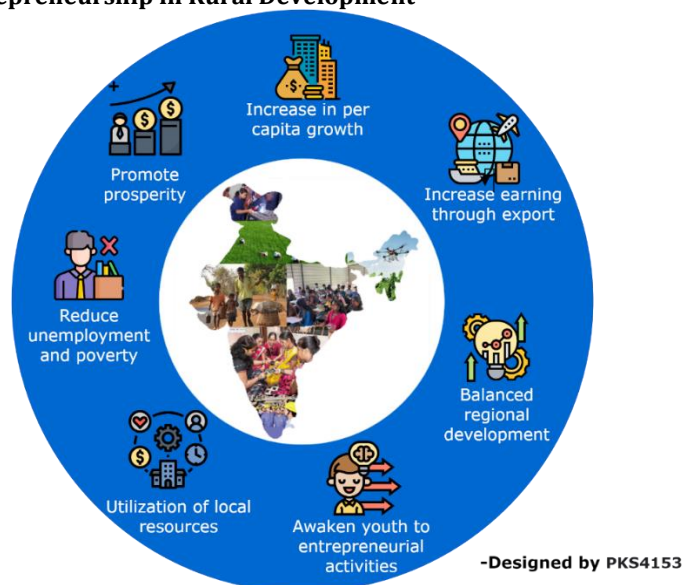 epreneurship in Rural Development
Increase in per
capita growth
Increase earning
through export
Balanced
regional
development
Awaken youth to
entrepreneurial
activities
Utilization of local
resources
Reduce
unemployment
and poverty
Promote
prosperity
-Designed by PKS4153